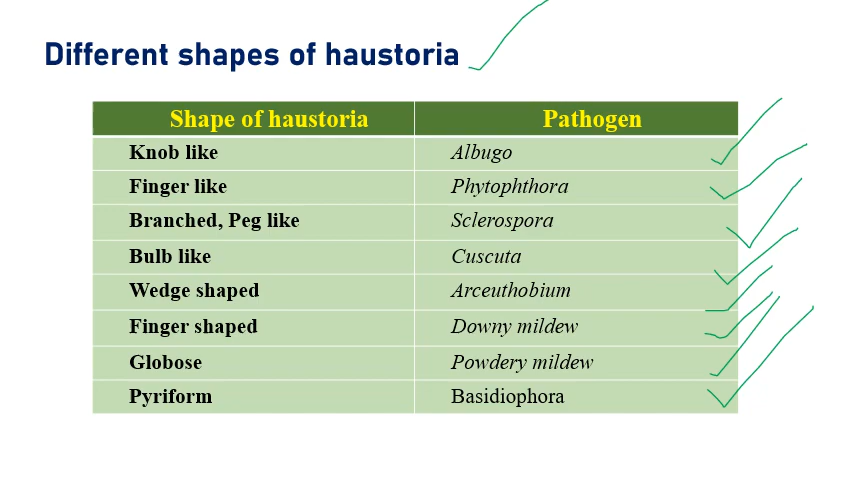 Different shapes of haustoria
Shape of haustoria Pathogen
Knob like Albugo
Finger like Phytophthora
Branched, Peg like Sclerospora
Bulb like Cuscuta
Wedge shaped Arceuthobium
Finger shaped Downy mildew
Globose Powdery mildew
Pyriform Basidiophora